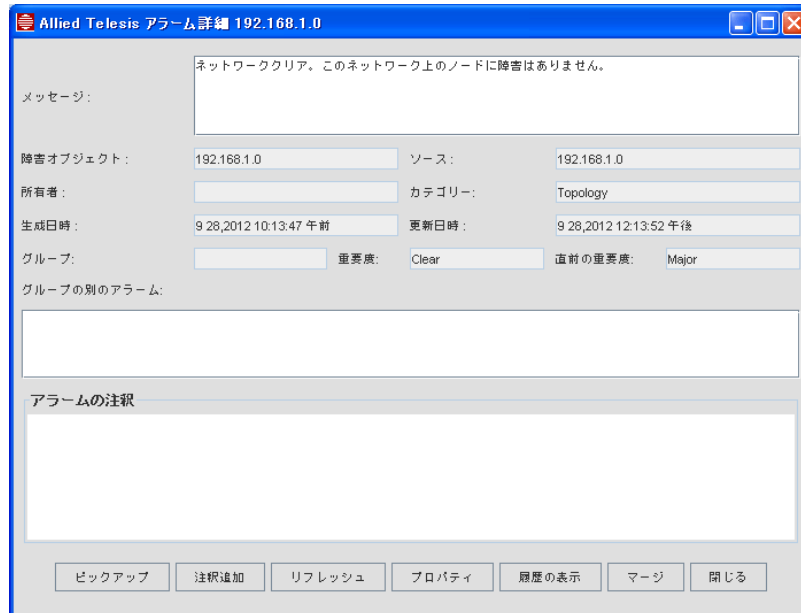 Allied Telesis アラーム詳細 192.168.1.0
メッセージ: ネットワーククリア。このネットワーク上のノードに障害はありません。
障害オブジェクト: 192.168.1.0 ソース: 192.168.1.0
所有者: カテゴリー: Topology
生成日時: 9 28,2012 10:13:47 午前 更新日時: 9 28,2012 12:13:52 午後
グループ: 重要度: Clear 直前の重要度: Major
グループの別のアラーム:
アラームの注釈
ピックアップ 注釈追加 リフレッシュ プロパティ 履歴の表示 マージ 閉じる